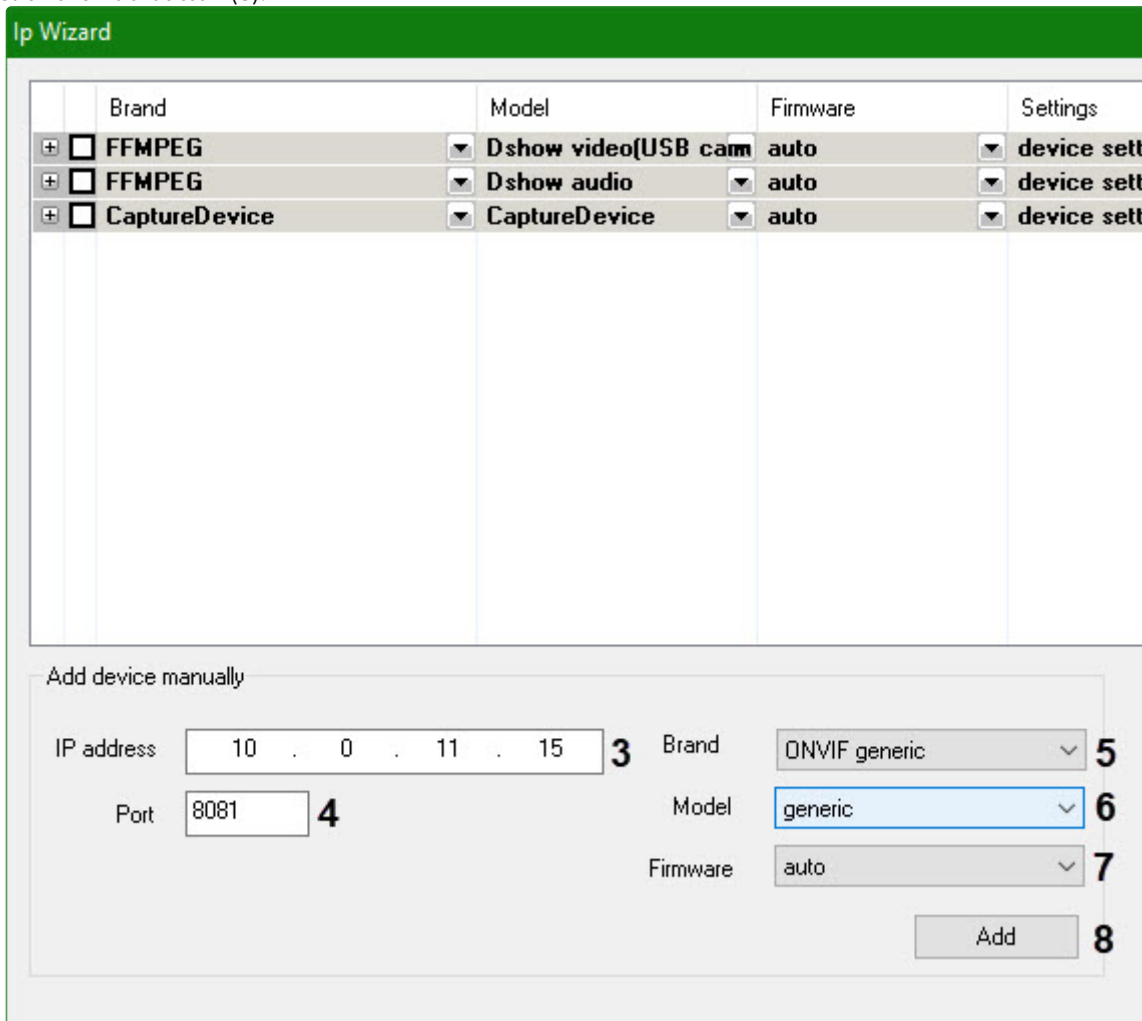 Ip Wizard
Brand Model Firmware Settings
FFMPEG Dshow video(USB cam auto device sett
FFMPEG Dshow audio auto device sett
CaptureDevice CaptureDevice auto device sett
Add device manually
IP address 10 . 0 . 11 . 15 3 Brand ONVIF generic 5
Port 8081 4 Model generic 6
Firmware auto 7
Add 8